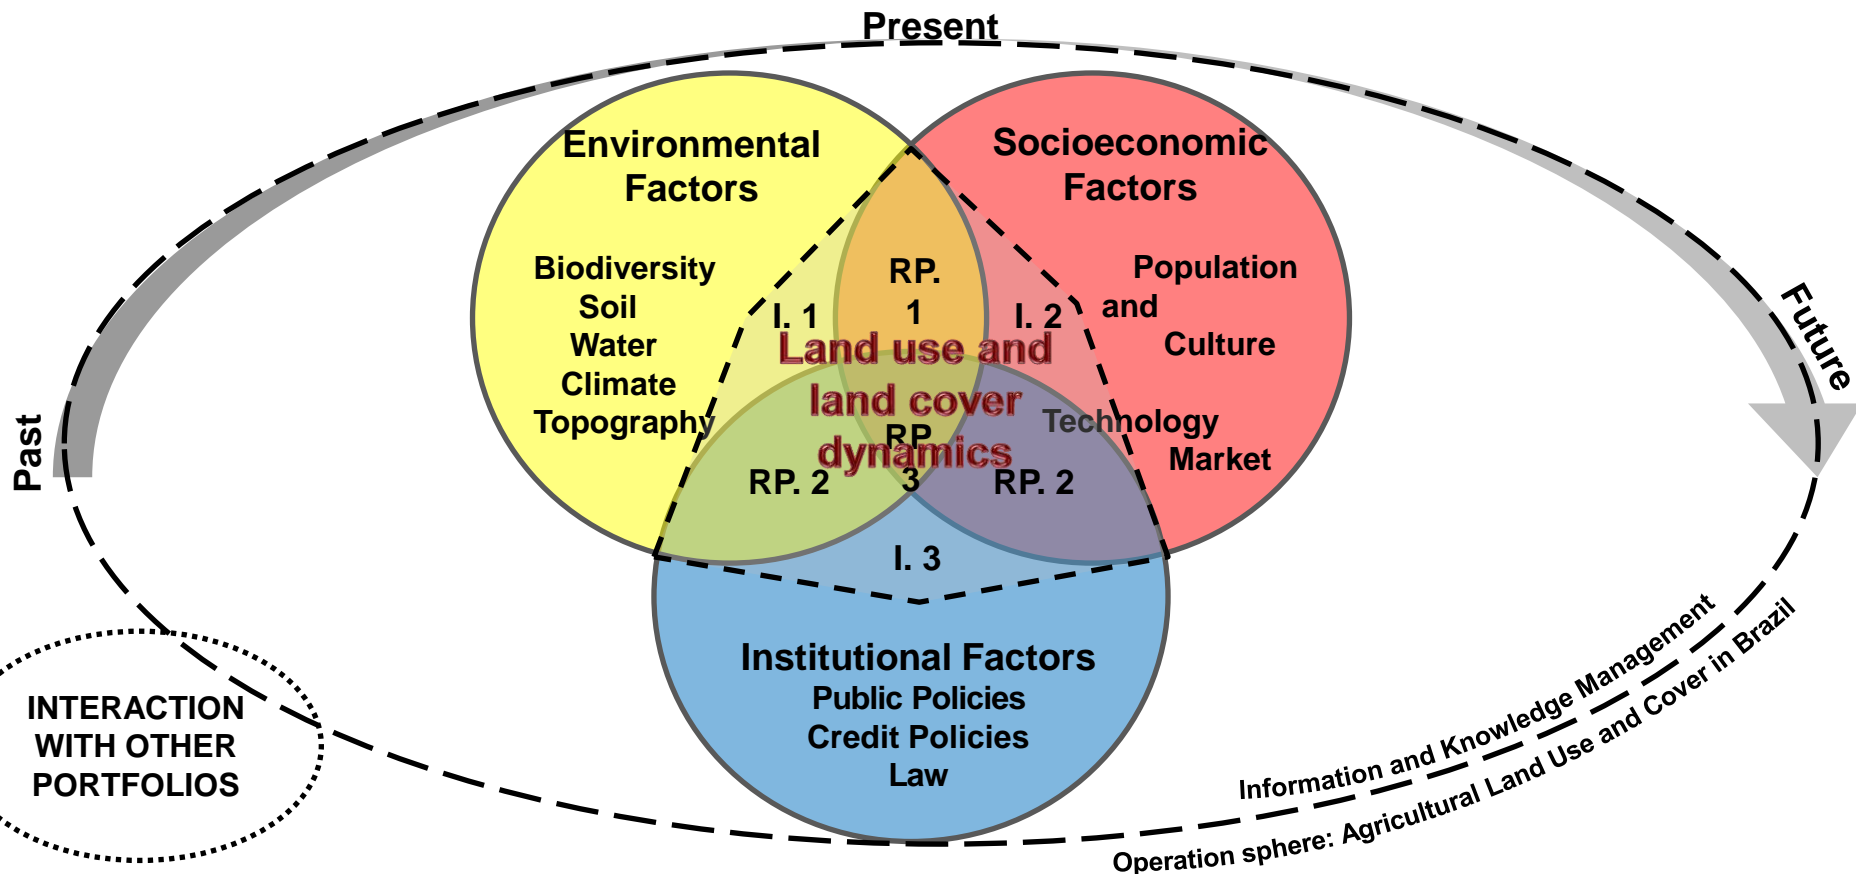 Present
Past
Future
Environmental
Factors
Biodiversity
Soil
Water
Climate
Topography
Socioeconomic
Factors
Population
and
Culture
Technology
Market
RP.
1
I. 1
I. 2
Land use and
land cover
dynamics
RP
3
RP. 2
RP. 2
I. 3
Institutional Factors
Public Policies
Credit Policies
Law
INTERACTION
WITH OTHER
PORTFOLIOS
Information and Knowledge Management
Operation sphere: Agricultural Land Use and Cover in Brazil